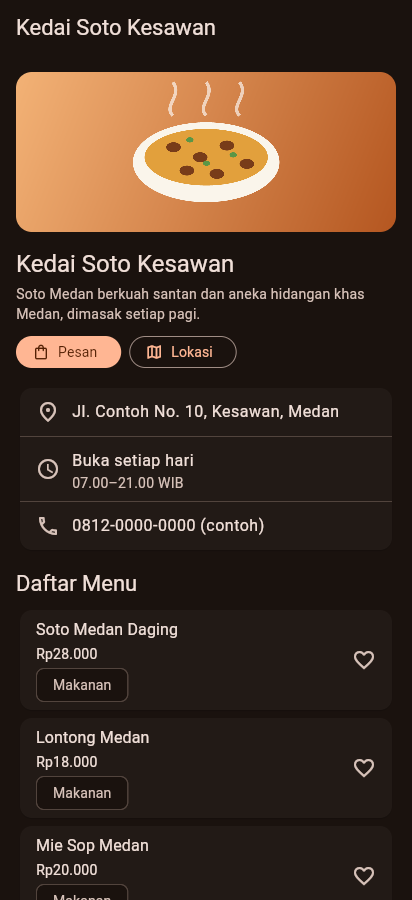 Kedai Soto Kesawan
Kedai Soto Kesawan
Soto Medan berkuah santan dan aneka hidangan khas
Medan, dimasak setiap pagi.
Pesan
Lokasi
Jl. Contoh No. 10, Kesawan, Medan
Buka setiap hari
07.00–21.00 WIB
0812-0000-0000 (contoh)
Daftar Menu
Soto Medan Daging
Rp28.000
Makanan
Lontong Medan
Rp18.000
Makanan
Mie Sop Medan
Rp20.000
Makanan